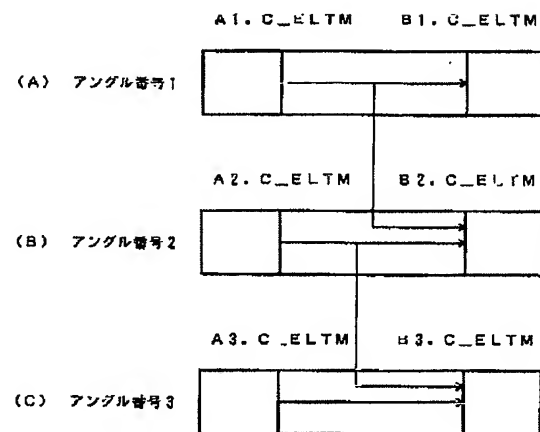 A1. C_ELTM B1. C_ELTM
(A) アングル番号1
A2. C_ELTM B2. C_ELTM
(B) アングル番号2
A3. C_ELTM B3. C_ELTM
(C) アングル番号3